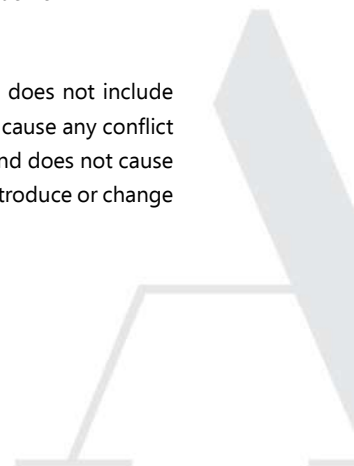 does not include
cause any conflict
nd does not cause
troduce or change